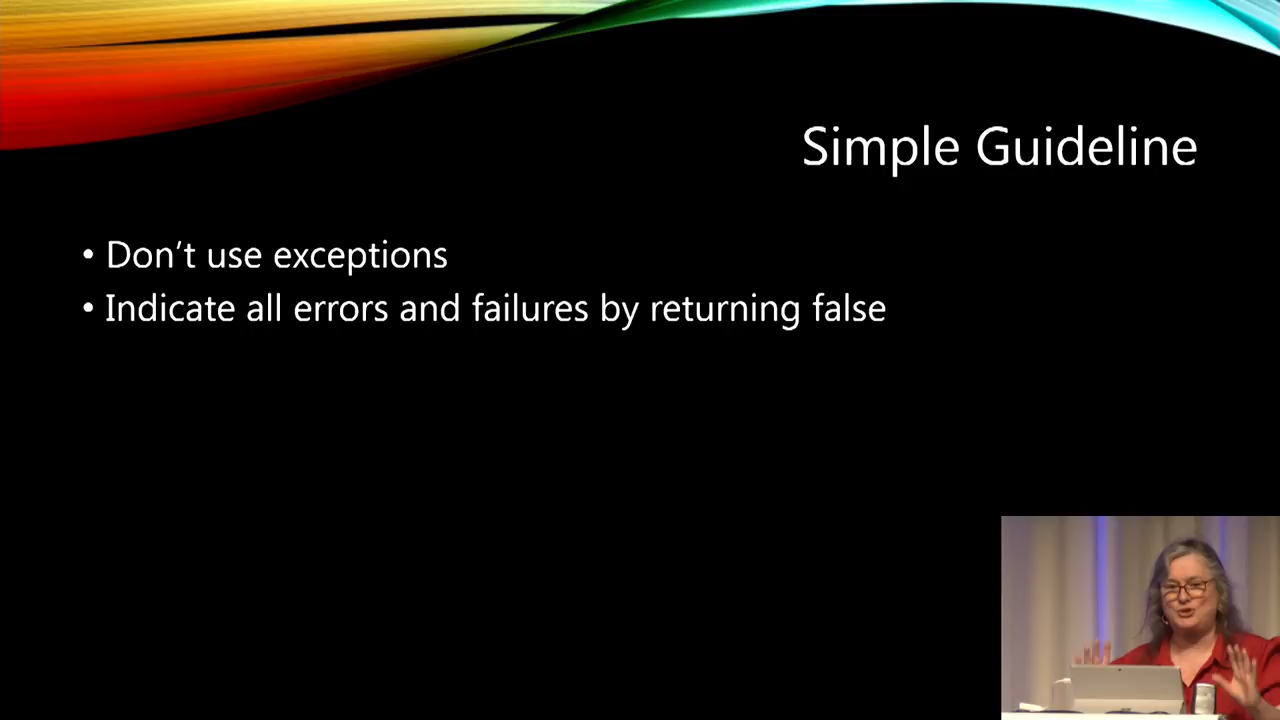 Simple Guideline
• Don’t use exceptions
• Indicate all errors and failures by returning false